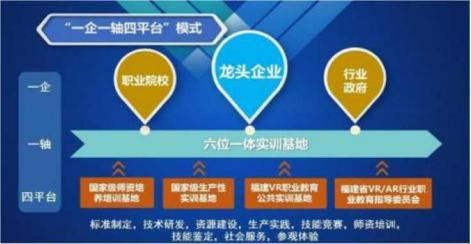 “一企一轴四平台”模式
职业院校
龙头企业
行业
政府
一企
一轴
六位一体实训基地
四平台
国家级师资培
养培训基地
国家级生产性
实训基地
福建VR职业教育
公共实训基地
福建省VR/AR行业职
业教育指导委员会
标准制定，技术研发，资源建设，生产实践，技能竞赛，师资培训，
技能鉴定，社会服务，参观体验